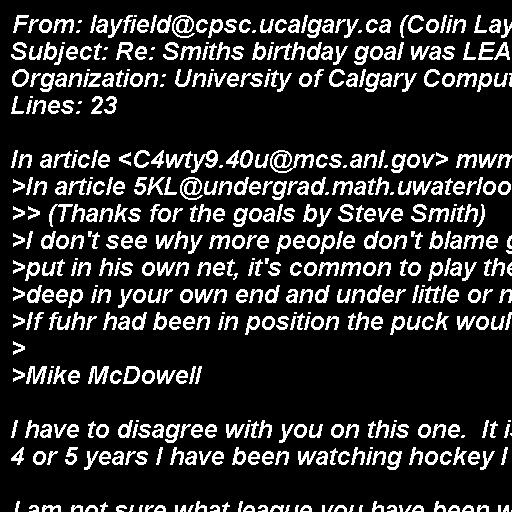 From: layfield@cpsc.ucalgary.ca (Colin Lay
Subject: Re: Smiths birthday goal was LEA
Organization: University of Calgary Comput
Lines: 23
In article <C4wty9.40u@mcs.anl.gov> mwm
>In article 5KL@undergrad.math.uwaterloo
>> (Thanks for the goals by Steve Smith)
>I don't see why more people don't blame g
>put in his own net, it's common to play the
>deep in your own end and under little or n
>If fuhr had been in position the puck woul
>
>Mike McDowell
I have to disagree with you on this one.  It is
4 or 5 years I have been watching hockey I
I am not sure what league you have been w